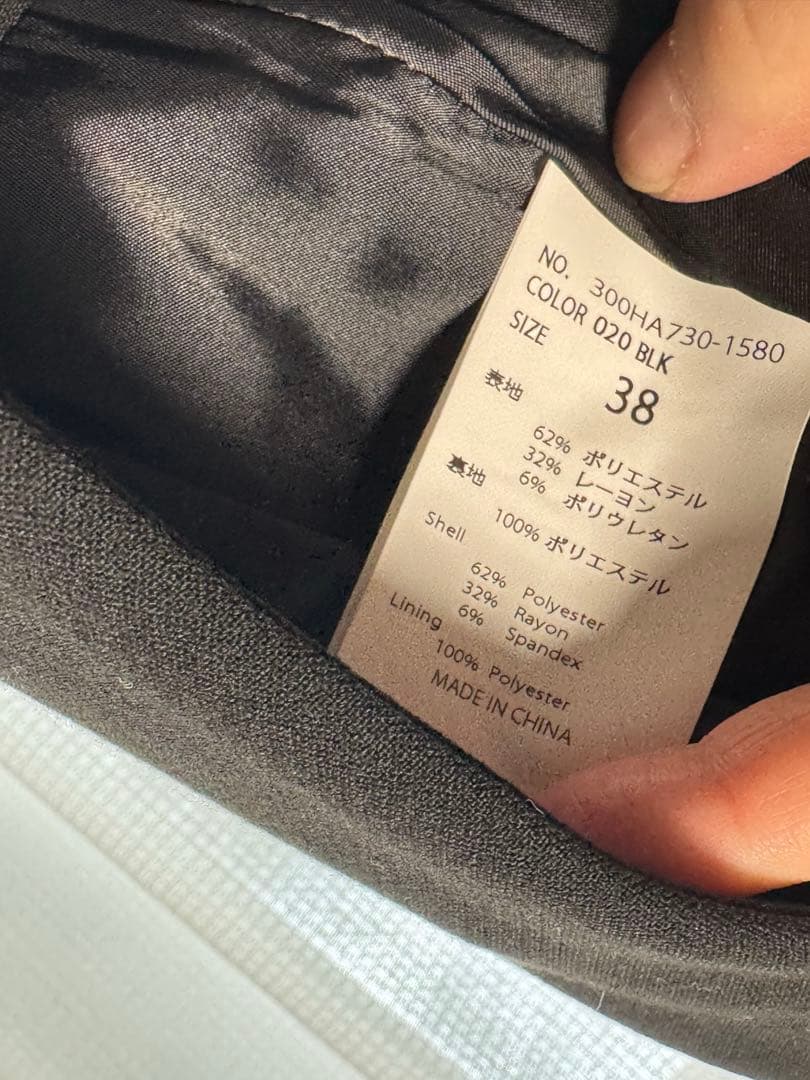 NO. 300HA730-1580
COLOR 020 BLK
SIZE 38
表地
62% ポリエステル
32% レーヨン
6% ポリウレタン
裏地
100% ポリエステル
Shell
62% Polyester
32% Rayon
6% Spandex
Lining
100% Polyester
MADE IN CHINA